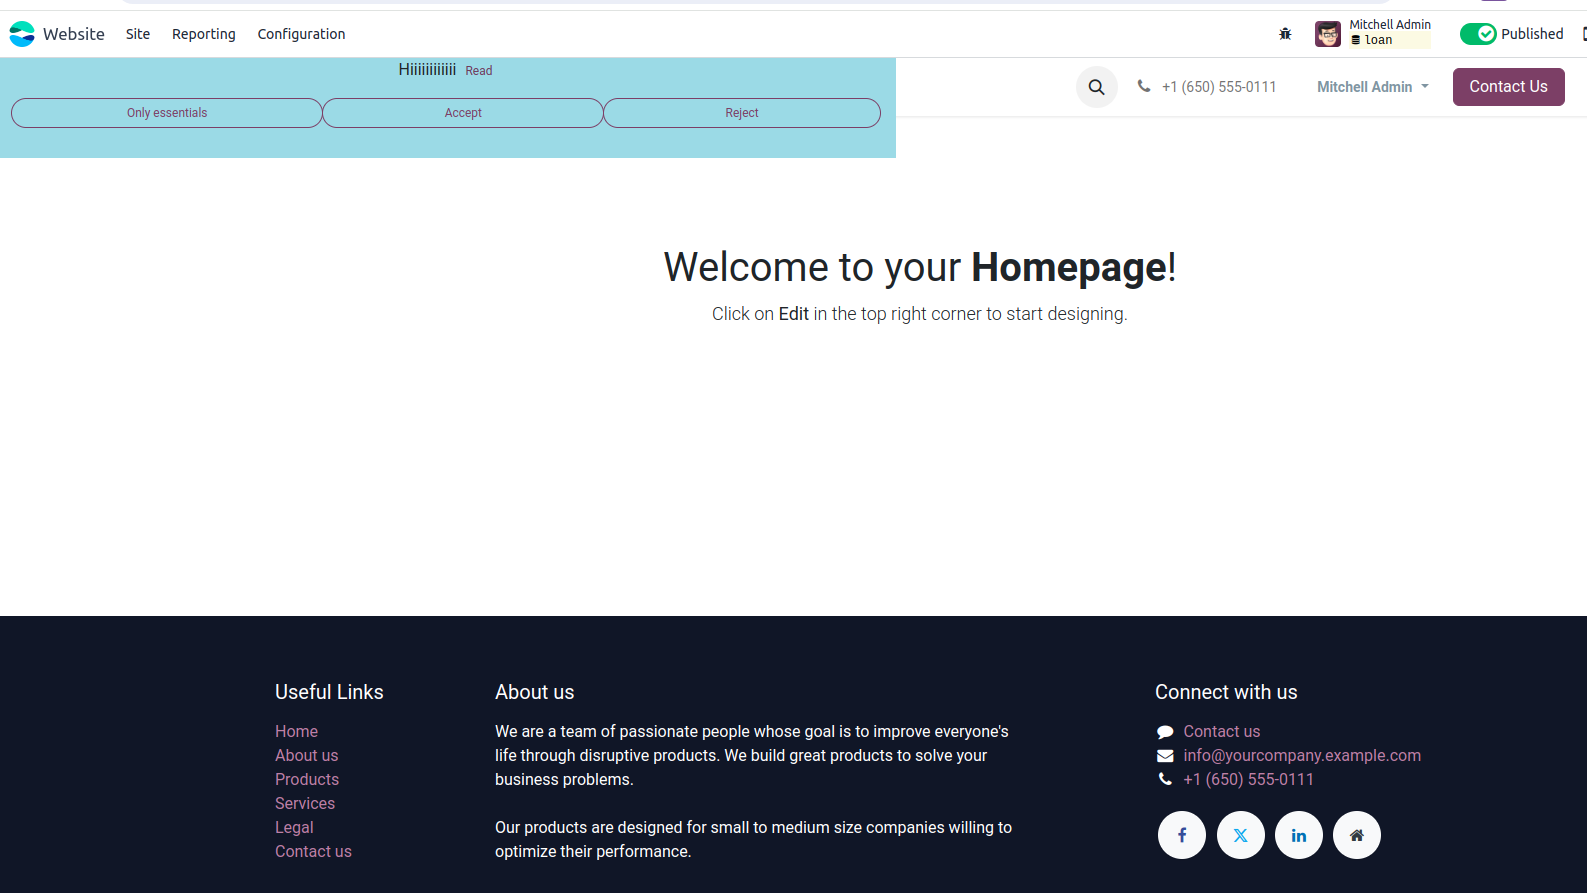 Website Site Reporting Configuration Mitchell Admin loan Published
Hiiiiiiiiiiii Read
Only essentials Accept Reject
+1 (650) 555-0111 Mitchell Admin Contact Us
Welcome to your Homepage!
Click on Edit in the top right corner to start designing.
Useful Links
Home
About us
Products
Services
Legal
Contact us
About us
We are a team of passionate people whose goal is to improve everyone's
life through disruptive products. We build great products to solve your
business problems.
Our products are designed for small to medium size companies willing to
optimize their performance.
Connect with us
Contact us
info@yourcompany.example.com
+1 (650) 555-0111